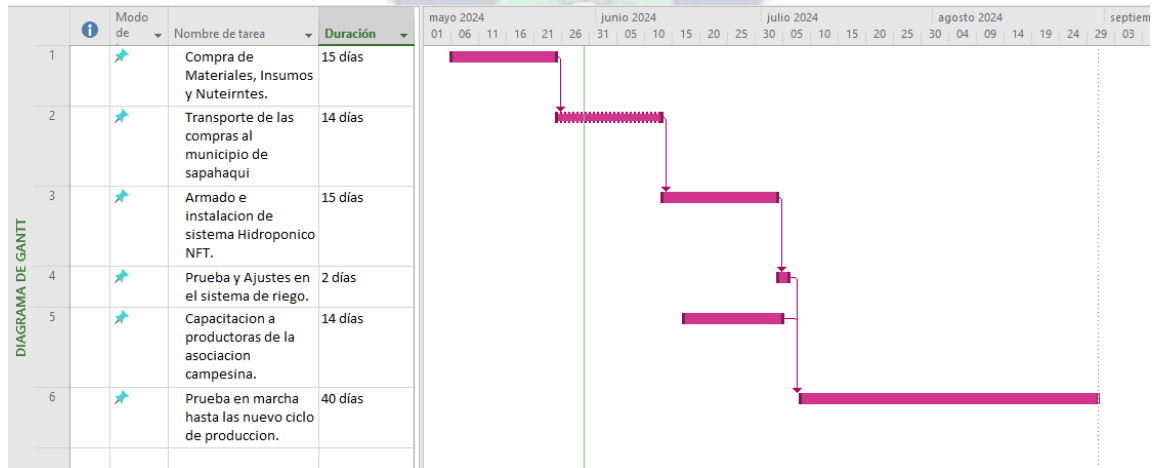 Modo de
Nombre de tarea
Duración
mayo 2024
junio 2024
julio 2024
agosto 2024
septiem
01 06 11 16 21 26 31 05 10 15 20 25 30 05 10 15 20 25 30 04 09 14 19 24 29 03
DIAGRAMA DE GANTT
1
Compra de
Materiales, Insumos
y Nuteirntes.
15 días
2
Transporte de las
compras al
municipio de
sapahaqui
14 días
3
Armado e
instalacion de
sistema Hidroponico
NFT.
15 días
4
Prueba y Ajustes en
el sistema de riego.
2 días
5
Capacitacion a
productoras de la
asociacion
campesina.
14 días
6
Prueba en marcha
hasta las nuevo ciclo
de produccion.
40 días